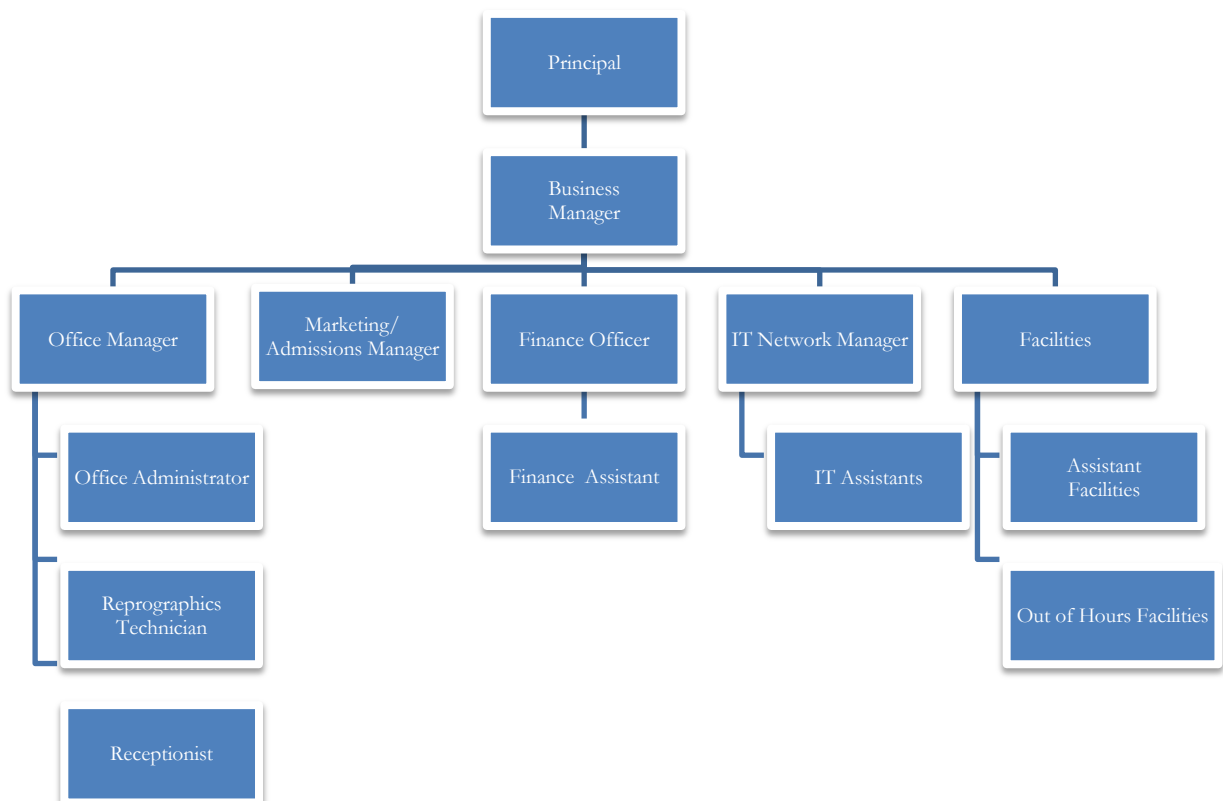 Principal
Business
Manager
Office Manager
Marketing/
Admissions Manager
Finance Officer
IT Network Manager
Facilities
Office Administrator
Finance  Assistant
IT Assistants
Assistant
Facilities
Reprographics
Technician
Out of Hours Facilities
Receptionist